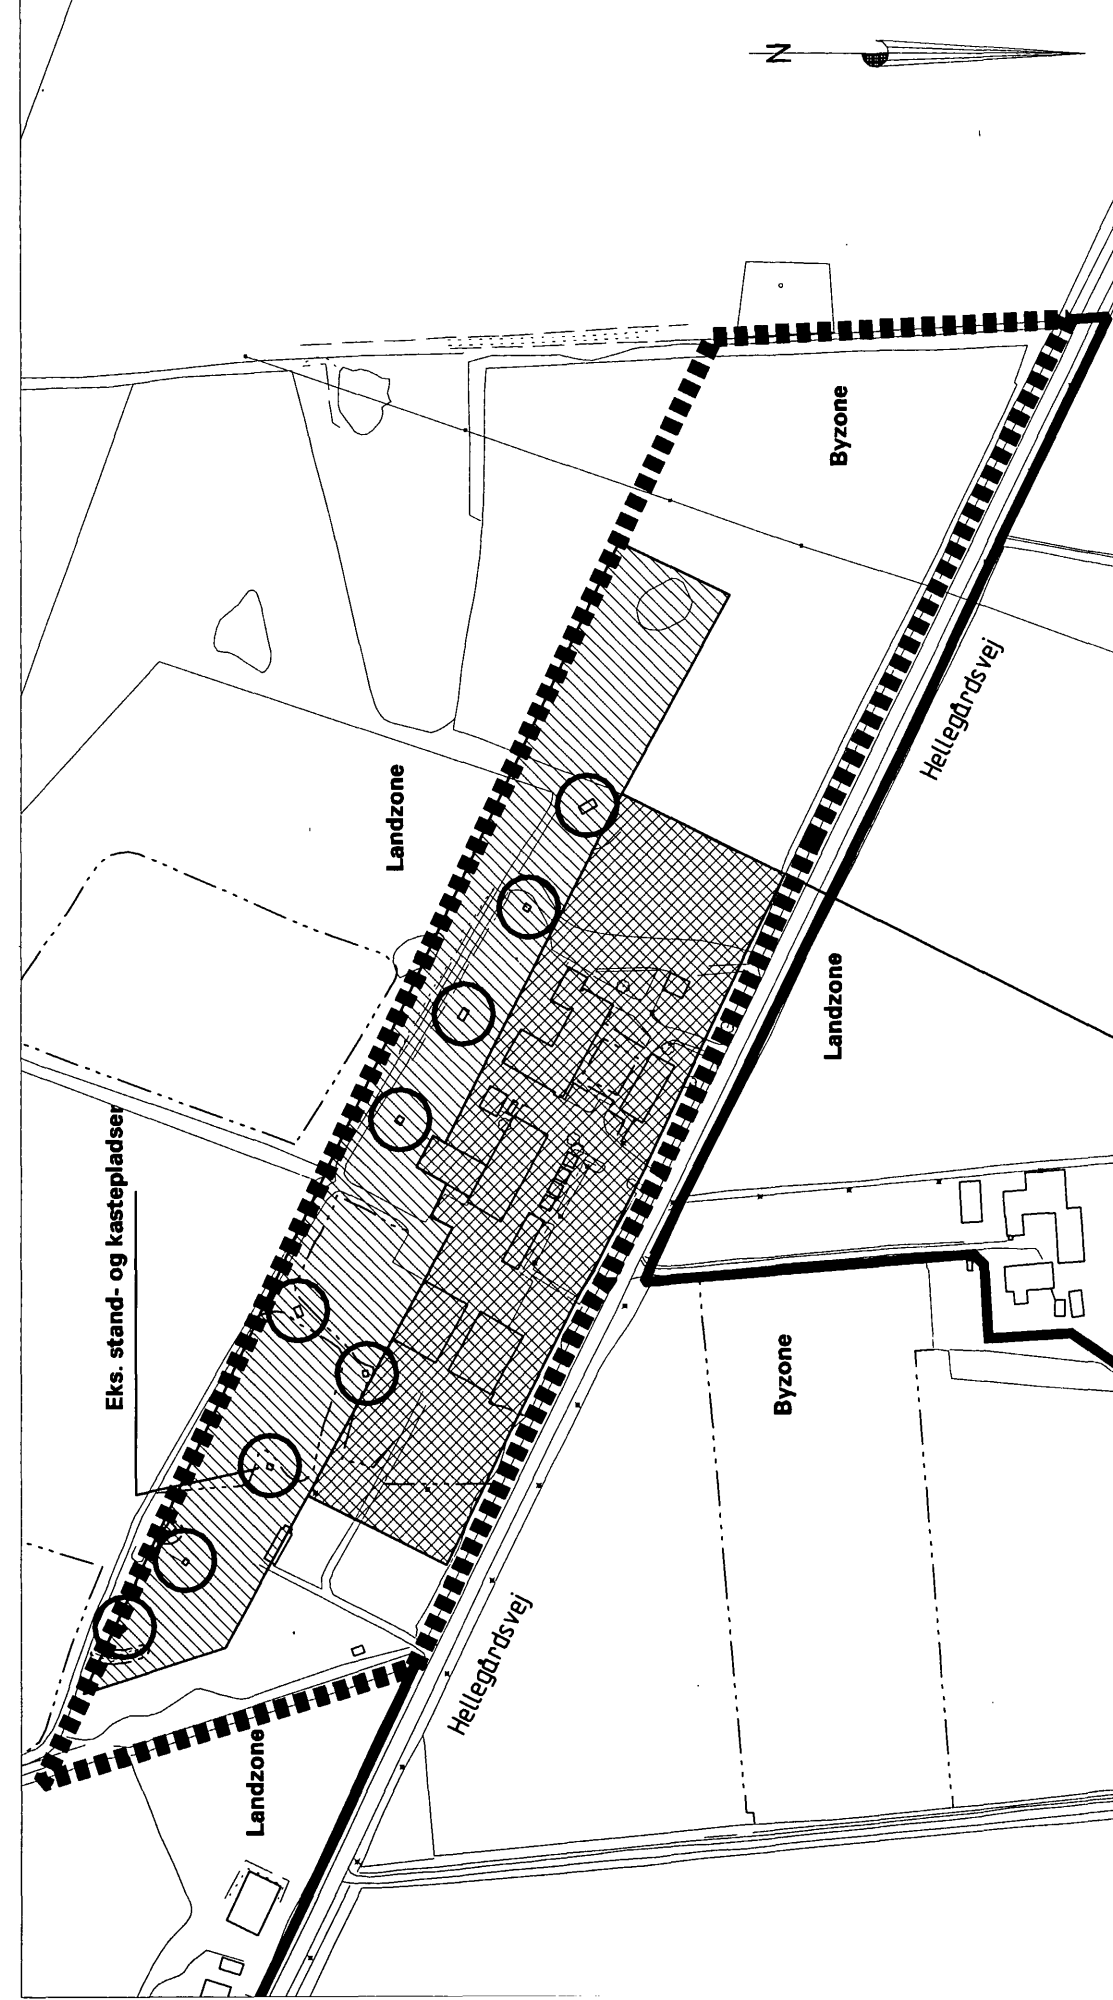 N
Eks. stand- og kastepladser
Landzone
Byzone
Hellegårdsvej
Landzone
Byzone
Hellegårdsvej
Landzone